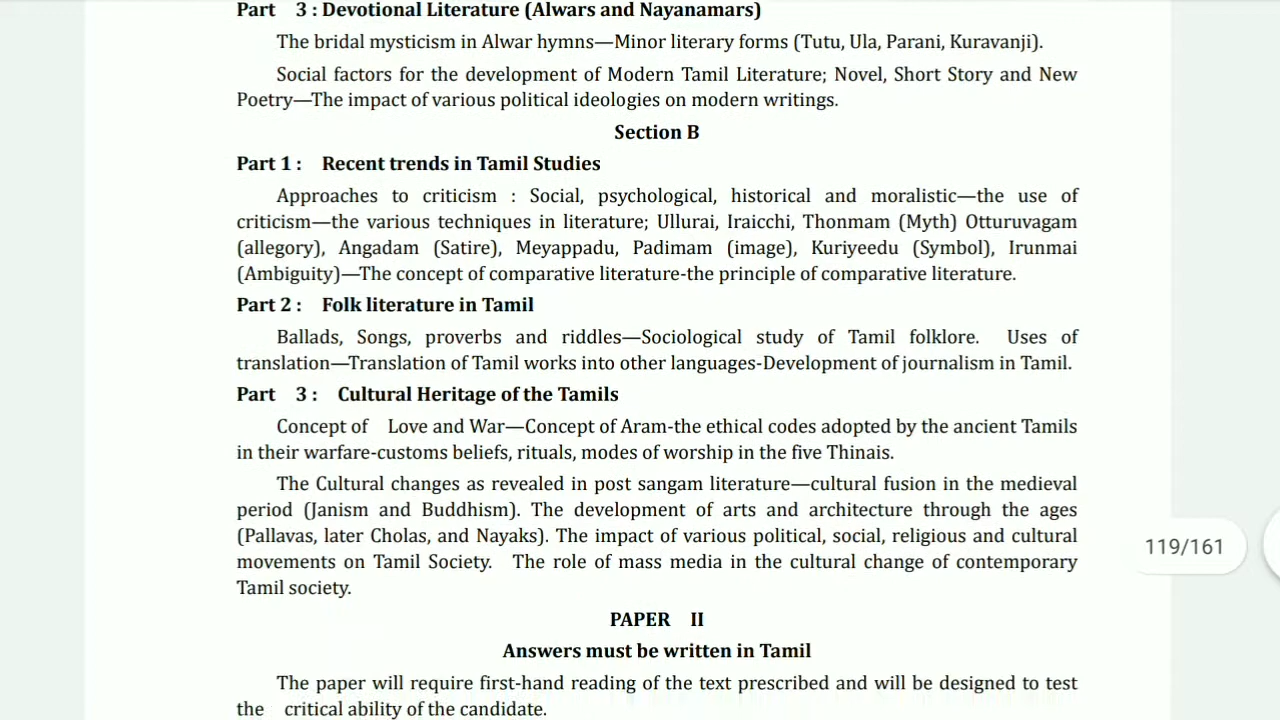 Part 3 : Devotional Literature (Alwars and Nayanamars)
The bridal mysticism in Alwar hymns—Minor literary forms (Tutu, Ula, Parani, Kuravanji).
Social factors for the development of Modern Tamil Literature; Novel, Short Story and New
Poetry—The impact of various political ideologies on modern writings.
Section B
Part 1 : Recent trends in Tamil Studies
Approaches to criticism : Social, psychological, historical and moralistic—the use of
criticism—the various techniques in literature; Ullurai, Iraicchi, Thonmam (Myth) Otturuvagam
(allegory), Angadam (Satire), Meyappadu, Padimam (image), Kuriyeedu (Symbol), Irunmai
(Ambiguity)—The concept of comparative literature-the principle of comparative literature.
Part 2 : Folk literature in Tamil
Ballads, Songs, proverbs and riddles—Sociological study of Tamil folklore. Uses of
translation—Translation of Tamil works into other languages-Development of journalism in Tamil.
Part 3 : Cultural Heritage of the Tamils
Concept of Love and War—Concept of Aram-the ethical codes adopted by the ancient Tamils
in their warfare-customs beliefs, rituals, modes of worship in the five Thinais.
The Cultural changes as revealed in post sangam literature—cultural fusion in the medieval
period (Janism and Buddhism). The development of arts and architecture through the ages
(Pallavas, later Cholas, and Nayaks). The impact of various political, social, religious and cultural
movements on Tamil Society. The role of mass media in the cultural change of contemporary
Tamil society.
119/161
PAPER II
Answers must be written in Tamil
The paper will require first-hand reading of the text prescribed and will be designed to test
the critical ability of the candidate.